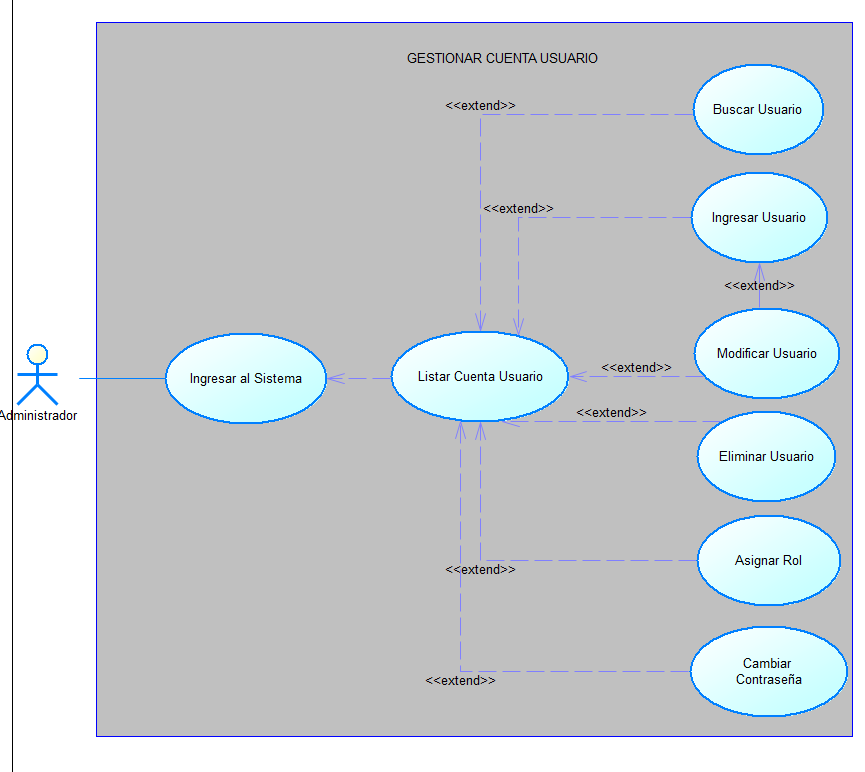 GESTIONAR CUENTA USUARIO
<<extend>>
Buscar Usuario
<<extend>>
Ingresar Usuario
<<extend>>
Modificar Usuario
<<extend>>
Ingresar al Sistema
Listar Cuenta Usuario
Administrador
<<extend>>
Eliminar Usuario
Asignar Rol
<<extend>>
Cambiar
Contraseña
<<extend>>